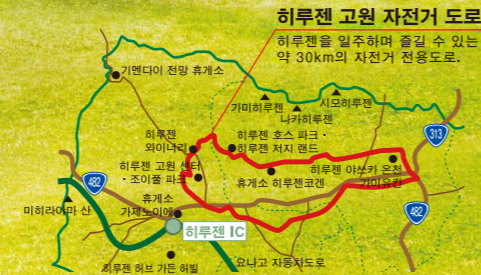 히루젠 고원 자전거 도로
히루젠을 일주하며 즐길 수 있는
약 30km의 자전거 전용도로.
기멘다이 전망 휴게소
가미히루젠
시모히루젠
나카히루젠
313
히루젠
와이너리
히루젠 호스 파크·
히루젠 저지 랜드
히루젠 고원 센터
·조이풀 파크
휴게소 히루젠코겐
히루젠 야쓰카 온천
가이유칸
482
482
미히라야마 산
휴게소
가제노이에
히루젠 IC
요나고 자동차도로
히루젠 허브 가든 허빌